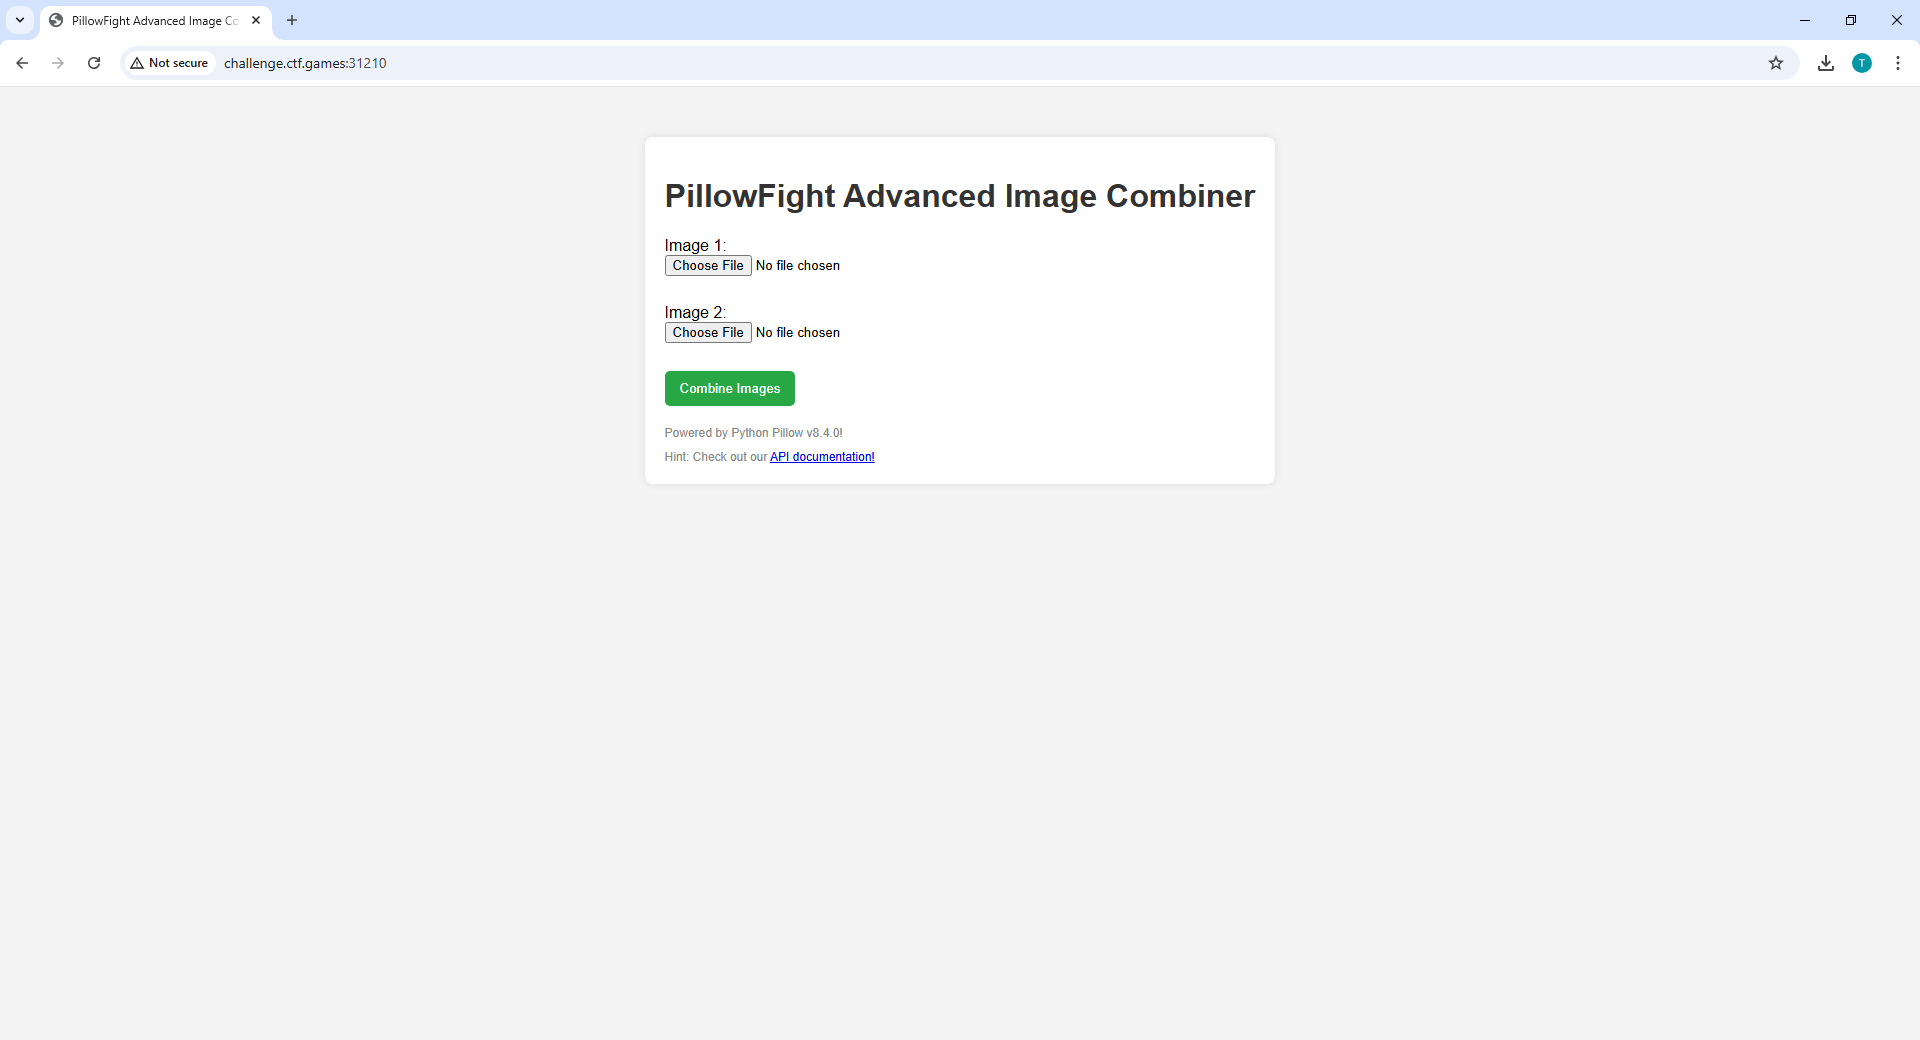 PillowFight Advanced Image Co
Not secure
challenge.ctf.games:31210
T
PillowFight Advanced Image Combiner
Image 1:
Choose File No file chosen
Image 2:
Choose File No file chosen
Combine Images
Powered by Python Pillow v8.4.0!
Hint: Check out our API documentation!